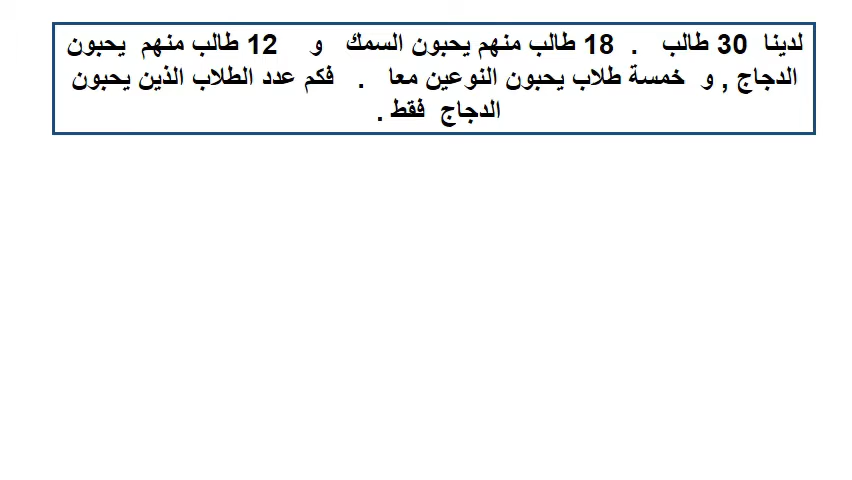 لدينا 30 طالب . 18 طالب منهم يحبون السمك و 12 طالب منهم يحبون
الدجاج , و خمسة طلاب يحبون النوعين معا . فكم عدد الطلاب الذين يحبون
الدجاج فقط .